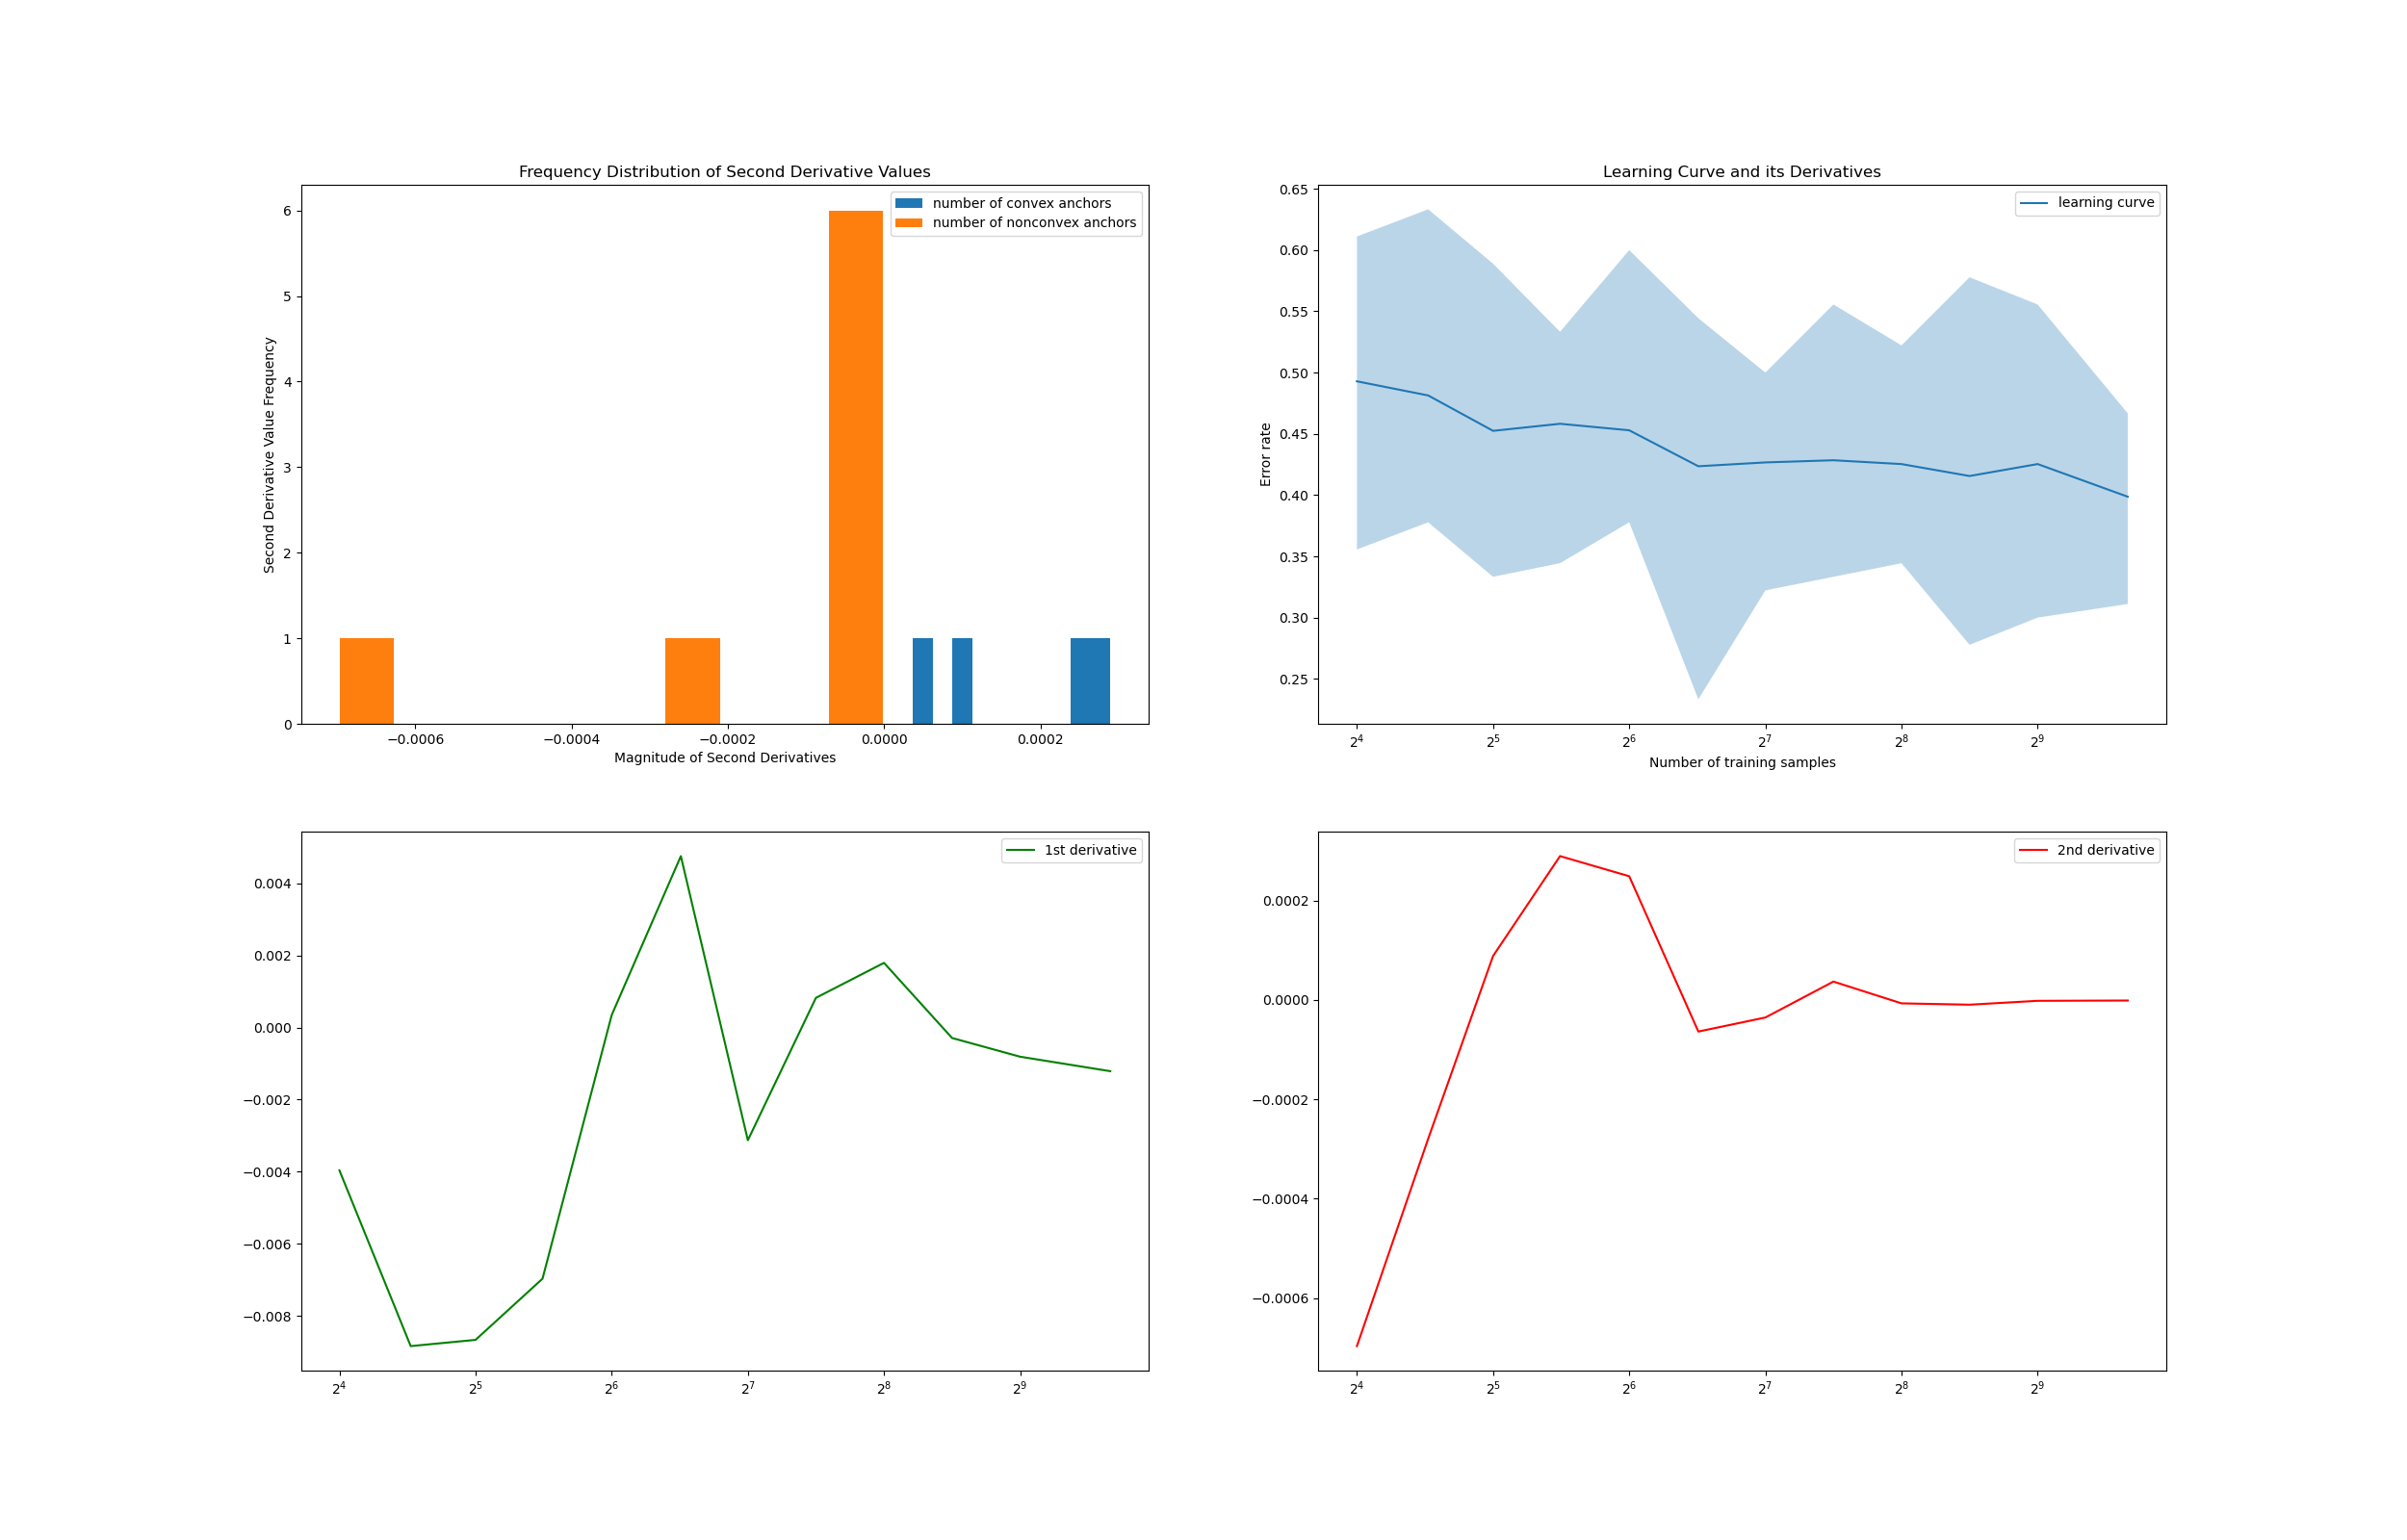 Frequency Distribution of Second Derivative Values
number of convex anchors
number of nonconvex anchors
Second Derivative Value Frequency
6
5
4
3
2
1
0
−0.0006 −0.0004 −0.0002 0.0000 0.0002
Magnitude of Second Derivatives
Learning Curve and its Derivatives
learning curve
Error rate
0.65
0.60
0.55
0.50
0.45
0.40
0.35
0.30
0.25
2⁴ 2⁵ 2⁶ 2⁷ 2⁸ 2⁹
Number of training samples
1st derivative
0.004
0.002
0.000
−0.002
−0.004
−0.006
−0.008
2⁴ 2⁵ 2⁶ 2⁷ 2⁸ 2⁹
2nd derivative
0.0002
0.0000
−0.0002
−0.0004
−0.0006
2⁴ 2⁵ 2⁶ 2⁷ 2⁸ 2⁹